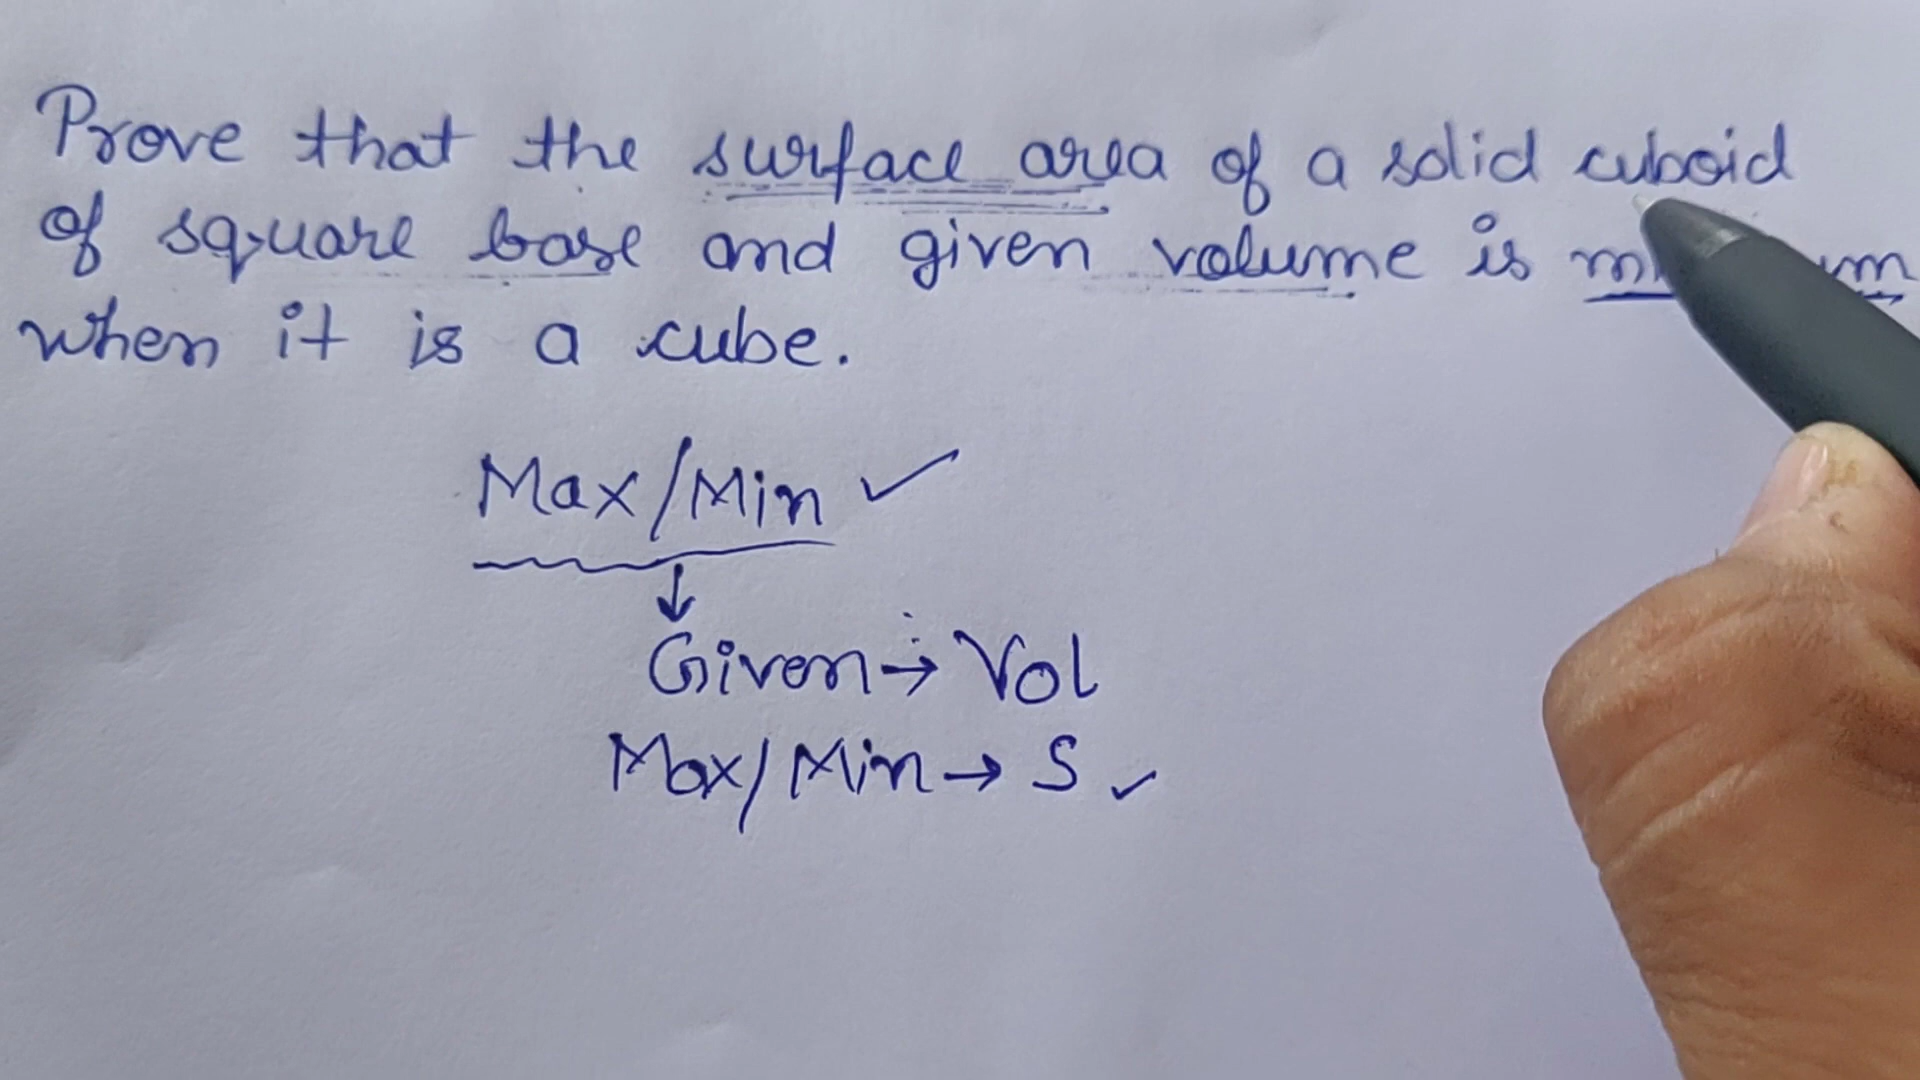 Prove that the surface area of a solid cuboid
of square base and given volume is
when it is a cube.
Max/Min ✓
↓
Given → Vol
Max/Min → S ✓